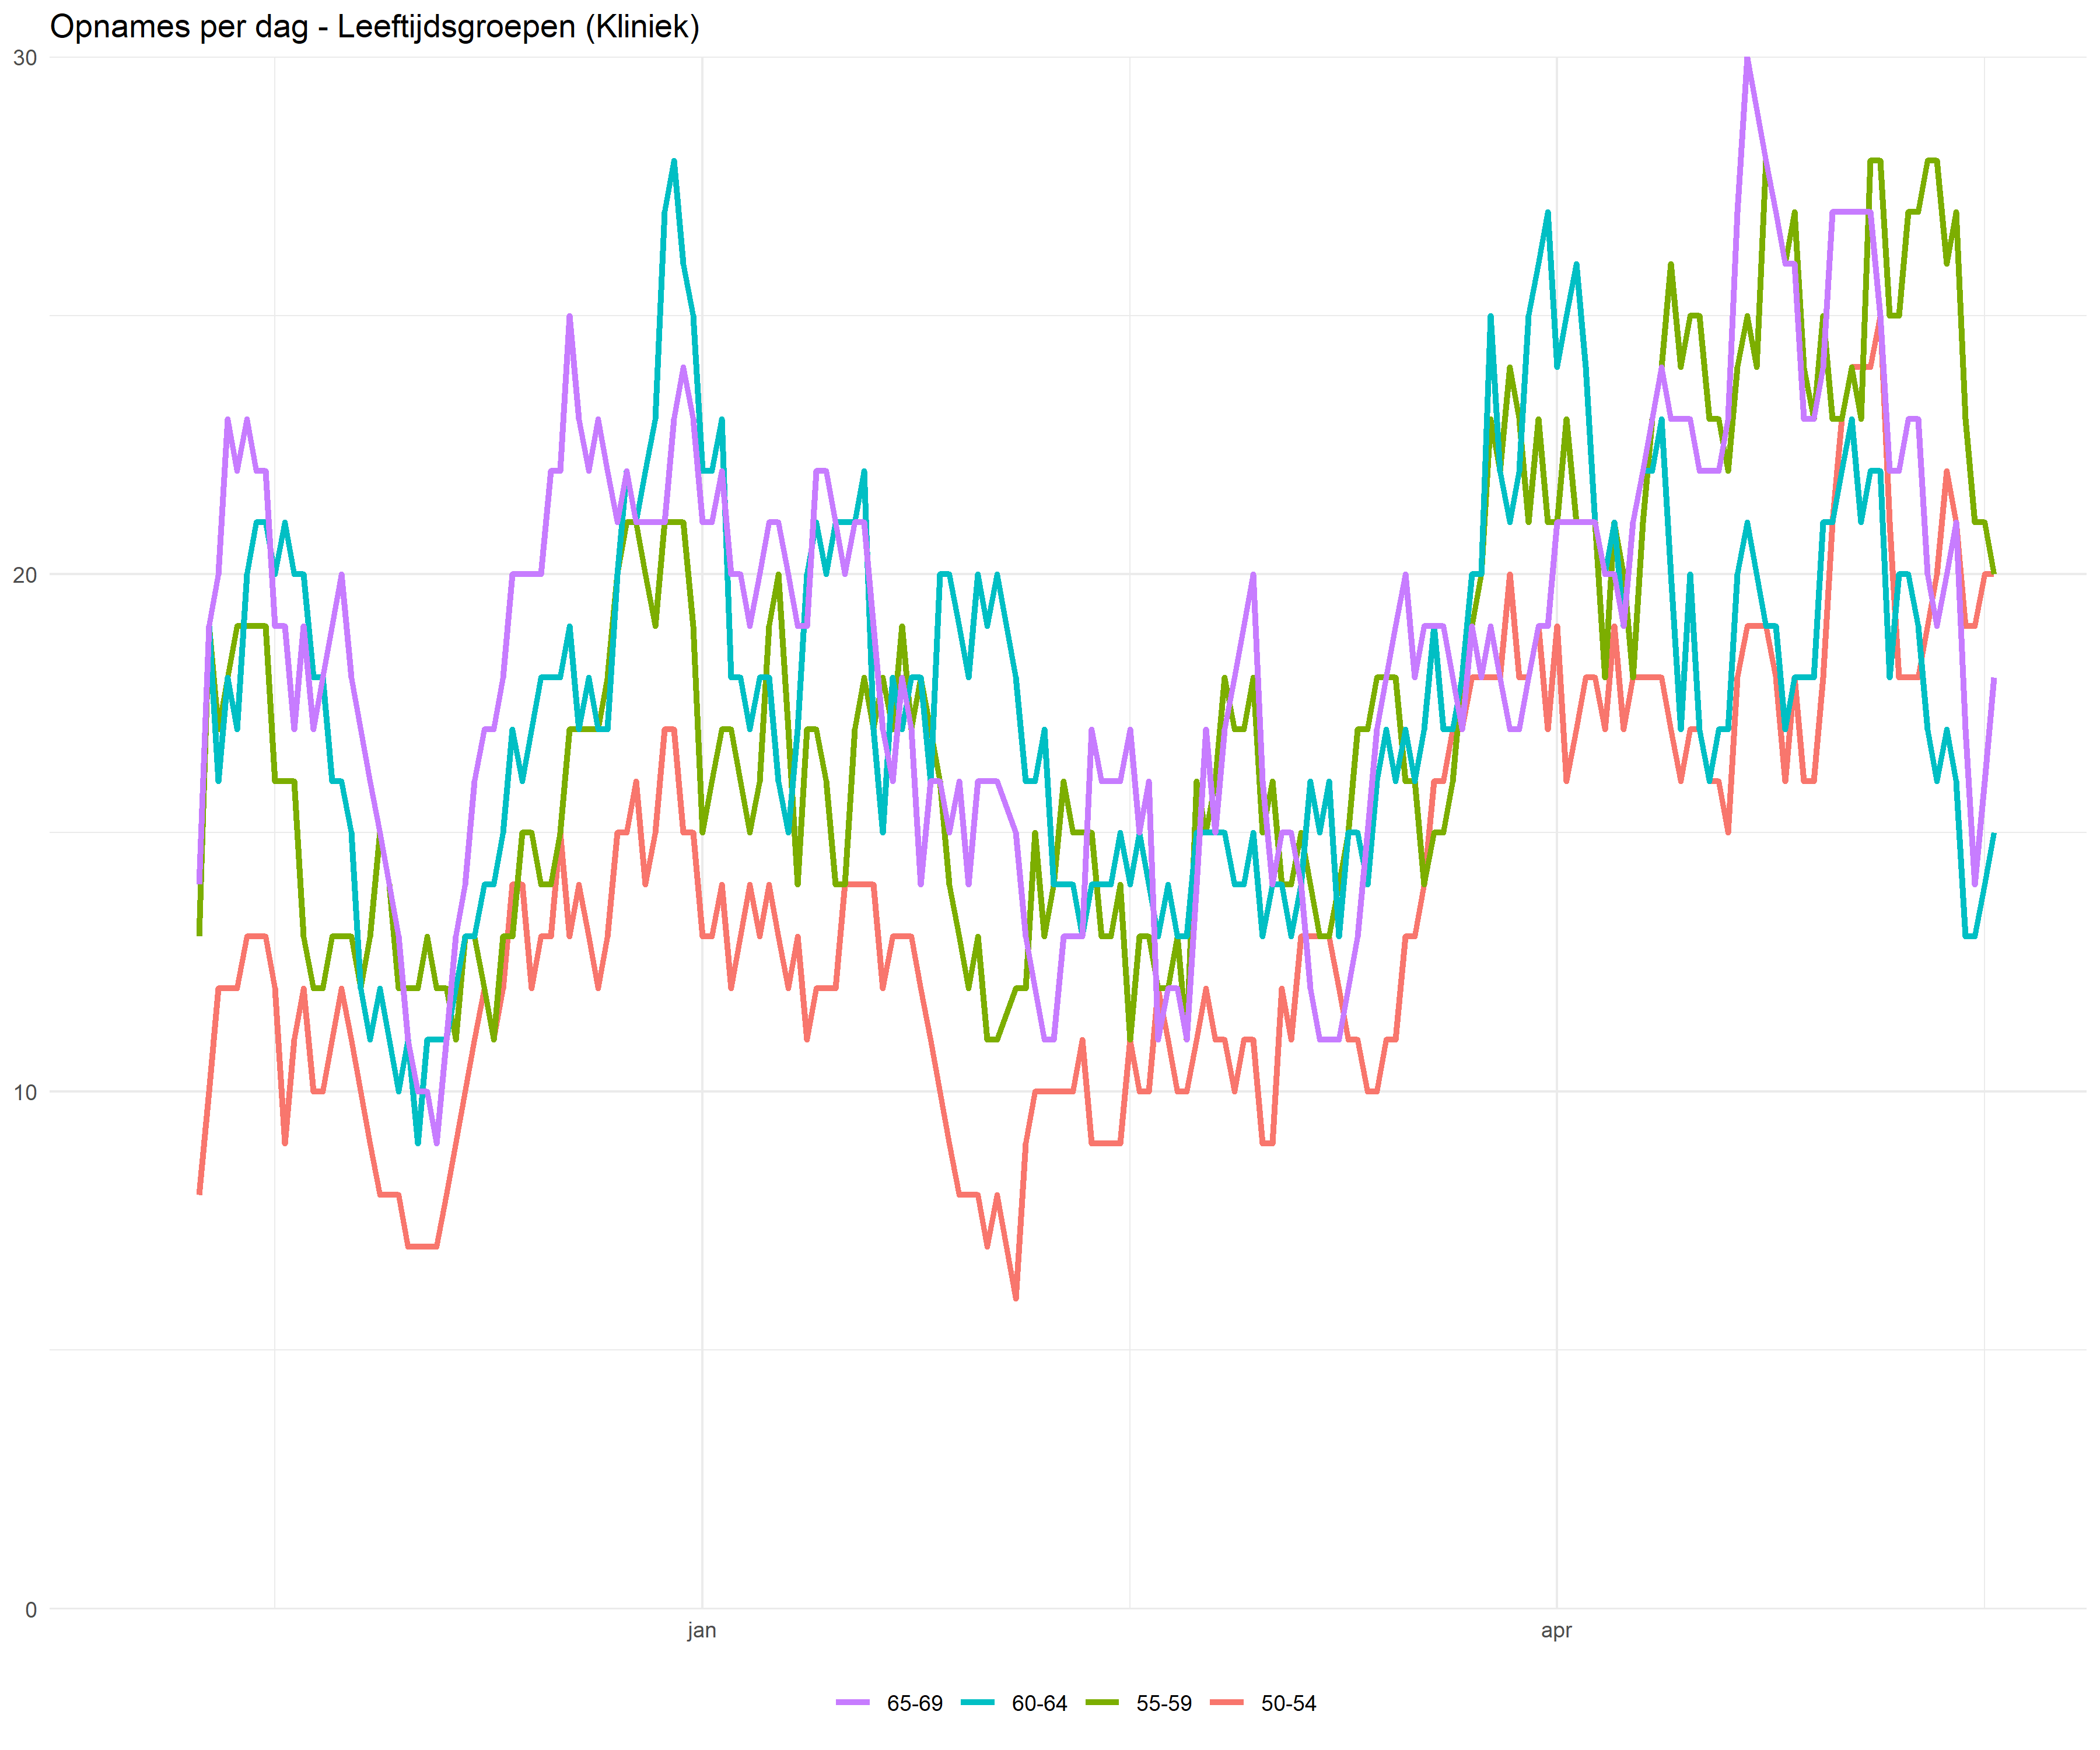 Opnames per dag - Leeftijdsgroepen (Kliniek)
30
20
10
0
jan apr
65-69 60-64 55-59 50-54